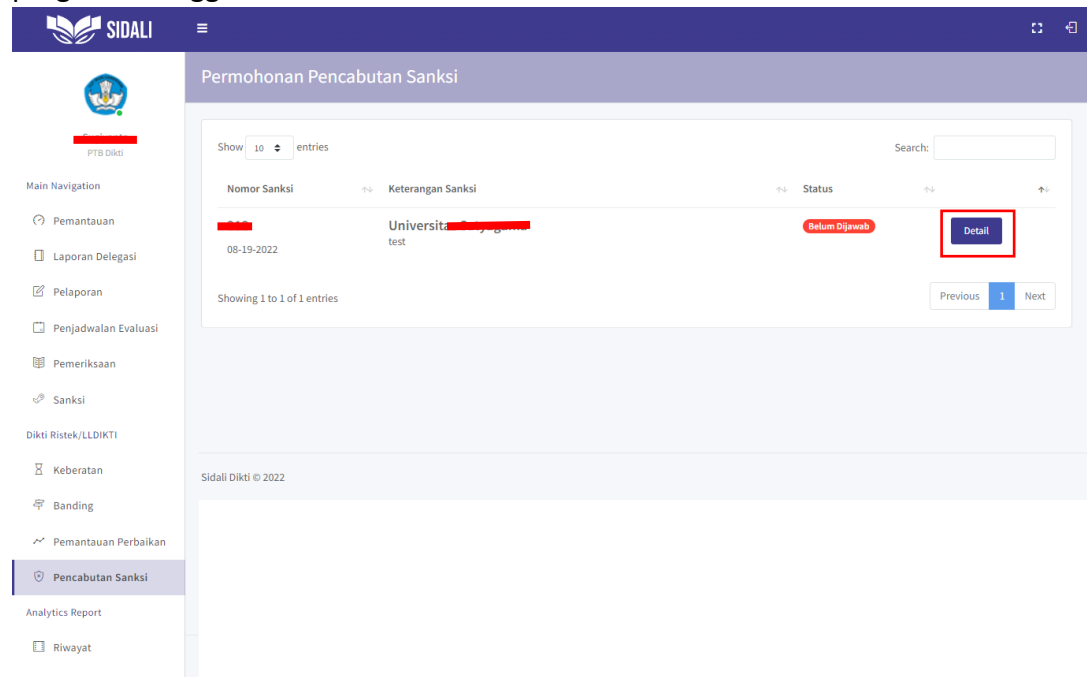 SIDALI
Permohonan Pencabutan Sanksi
PTB Dikti
Main Navigation
Pemantauan
Laporan Delegasi
Pelaporan
Penjadwalan Evaluasi
Pemeriksaan
Sanksi
Dikti Ristek/LLDIKTI
Keberatan
Banding
Pemantauan Perbaikan
Pencabutan Sanksi
Analytics Report
Riwayat
Show 10 entries
Search:
Nomor Sanksi Keterangan Sanksi Status
Belum Dijawab Detail
08-19-2022 test
Showing 1 to 1 of 1 entries
Previous 1 Next
Sidali Dikti © 2022